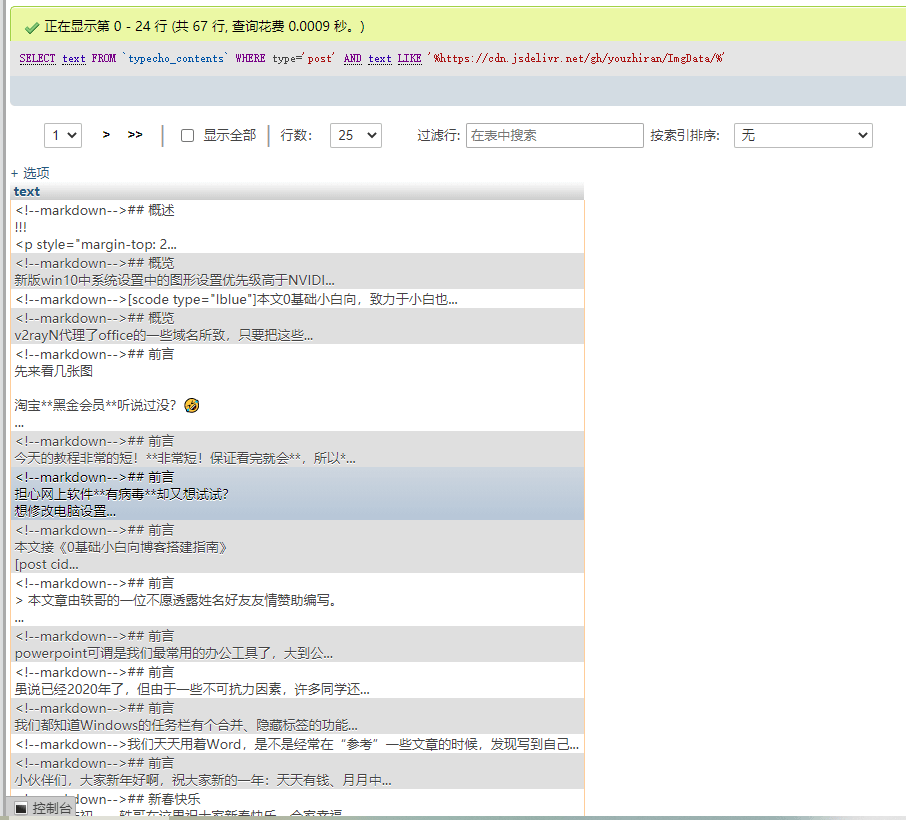 正在显示第 0 - 24 行 (共 67 行, 查询花费 0.0009 秒。)
SELECT text FROM `typecho_contents` WHERE type='post' AND text LIKE '%https://cdn.jsdelivr.net/gh/youzhiran/ImgData/%'
1 > >> 显示全部 行数: 25 过滤行: 在表中搜索 按索引排序: 无
+ 选项
text
<!--markdown-->## 概述
!!!
<p style="margin-top: 2...
<!--markdown-->## 概览
新版win10中系统设置中的图形设置优先级高于NVIDI...
<!--markdown-->[scode type="lblue"]本文0基础小白向，致力于小白也...
<!--markdown-->## 概览
v2rayN代理了office的一些域名所致，只要把这些...
<!--markdown-->## 前言
先来看几张图
淘宝**黑金会员**听说过没？🤣
...
<!--markdown-->## 前言
今天的教程非常的短！**非常短！保证看完就会**，所以*...
<!--markdown-->## 前言
担心网上软件**有病毒**却又想试试？
想修改电脑设置...
<!--markdown-->## 前言
本文接《0基础小白向博客搭建指南》
[post cid...
<!--markdown-->## 前言
> 本文章由轶哥的一位不愿透露姓名好友友情赞助编写。
...
<!--markdown-->## 前言
powerpoint可谓是我们最常用的办公工具了，大到公...
<!--markdown-->## 前言
虽说已经2020年了，但由于一些不可抗力因素，许多同学还...
<!--markdown-->## 前言
我们都知道Windows的任务栏有个合并、隐藏标签的功能...
<!--markdown-->我们天天用着Word，是不是经常在“参考”一些文章的时候，发现写到自己...
<!--markdown-->## 前言
小伙伴们，大家新年好啊，祝大家新的一年：天天有钱、月月中...
down-->## 新春快乐
控制台 初，轶哥在这里祝大家新春快乐，合家幸福